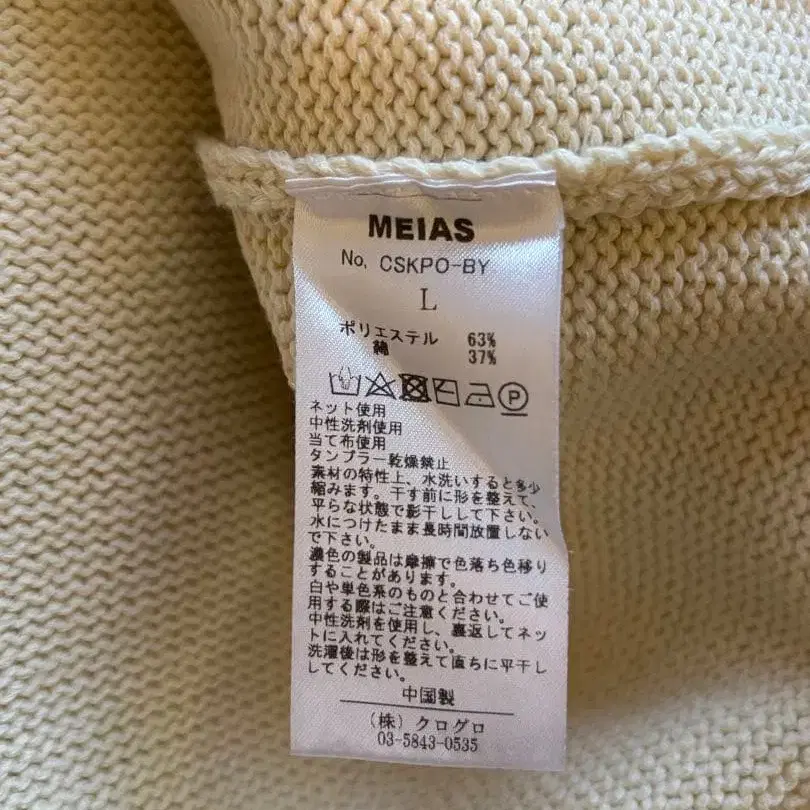 MEIAS
No. CSKPO-BY
L
ポリエステル 63%
綿 37%
P
ネット使用
中性洗剤使用
当て布使用
タンブラー乾燥禁止
素材の特性上、水洗いすると多少
縮みます。干す前に形を整えて、
平らな状態で影干しして下さい。
水につけたまま長時間放置しない
で下さい。
濃色の製品は摩擦で色落ち色移り
することがあります。
白や単色系のものと合わせてご使
用する際はご注意ください。
中性洗剤を使用し、裏返してネッ
トに入れてください。
洗濯後は形を整えて直ちに平干し
してください。
中国製
（株）クログロ
03-5843-0535